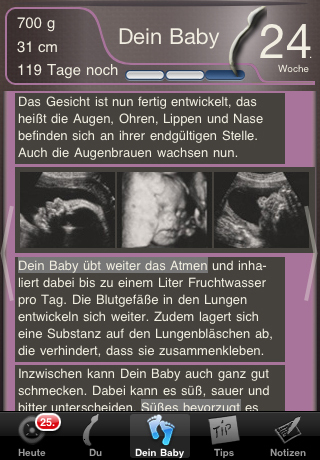 700 g
31 cm
119 Tage noch
Dein Baby
24.
Woche
Das Gesicht ist nun fertig entwickelt, das
heißt die Augen, Ohren, Lippen und Nase
befinden sich an ihrer endgültigen Stelle.
Auch die Augenbrauen wachsen nun.
Dein Baby übt weiter das Atmen und inha-
liert dabei bis zu einem Liter Fruchtwasser
pro Tag. Die Blutgefäße in den Lungen
entwickeln sich weiter. Zudem lagert sich
eine Substanz auf den Lungenbläschen ab,
die verhindert, dass sie zusammenkleben.
Inzwischen kann Dein Baby auch ganz gut
schmecken. Dabei kann es süß, sauer und
bitter unterscheiden. Süßes bevorzugt es
25.
TIP
Heute
Du
Dein Baby
Tips
Notizen